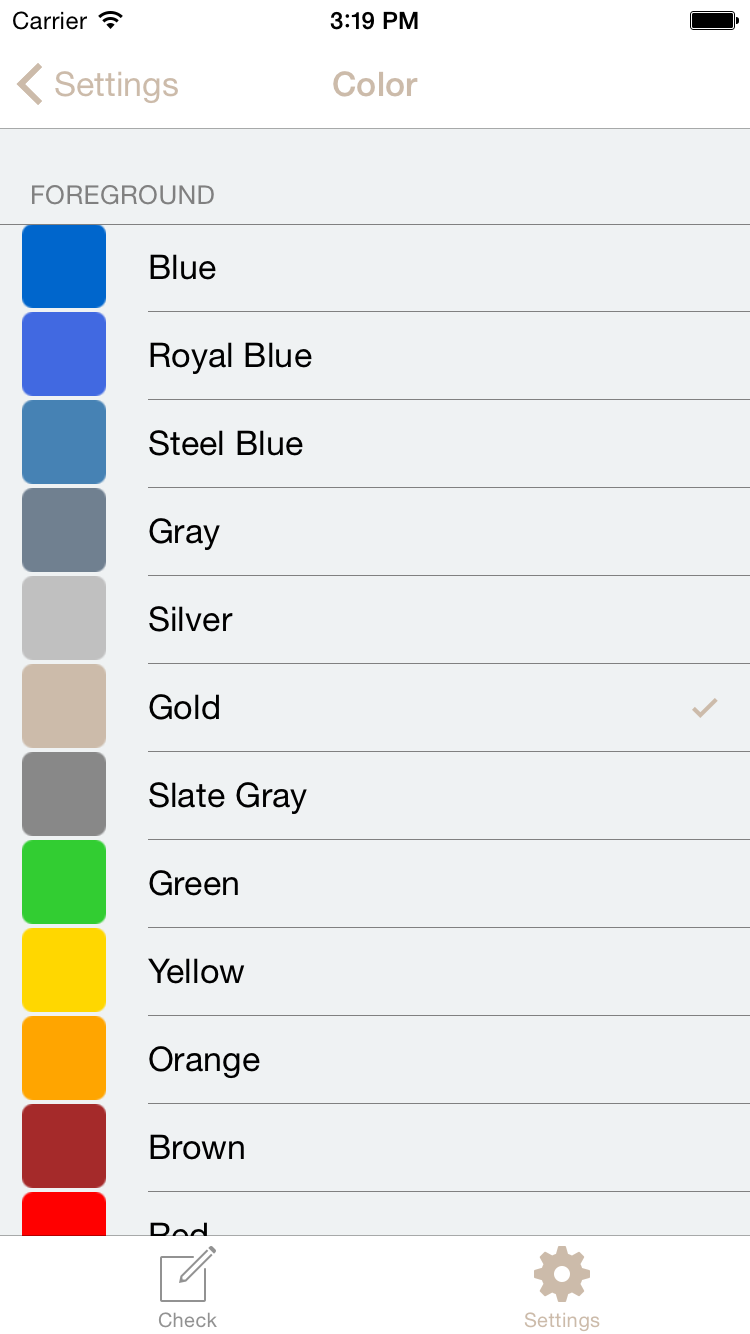 Carrier 3:19 PM
Settings Color
FOREGROUND
Blue
Royal Blue
Steel Blue
Gray
Silver
Gold
Slate Gray
Green
Yellow
Orange
Brown
Red
Check Settings